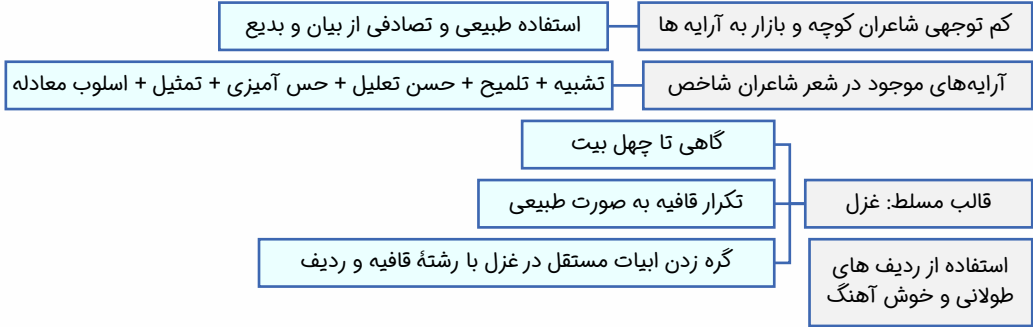 کم توجهی شاعران کوچه و بازار به آرایه ها
استفاده طبیعی و تصادفی از بیان و بدیع
آرایه‌های موجود در شعر شاعران شاخص
تشبیه + تلمیح + حسن تعلیل + حس آمیزی + تمثیل + اسلوب معادله
قالب مسلط: غزل
گاهی تا چهل بیت
تکرار قافیه به صورت طبیعی
گره زدن ابیات مستقل در غزل با رشتهٔ قافیه و ردیف
استفاده از ردیف های
طولانی و خوش آهنگ